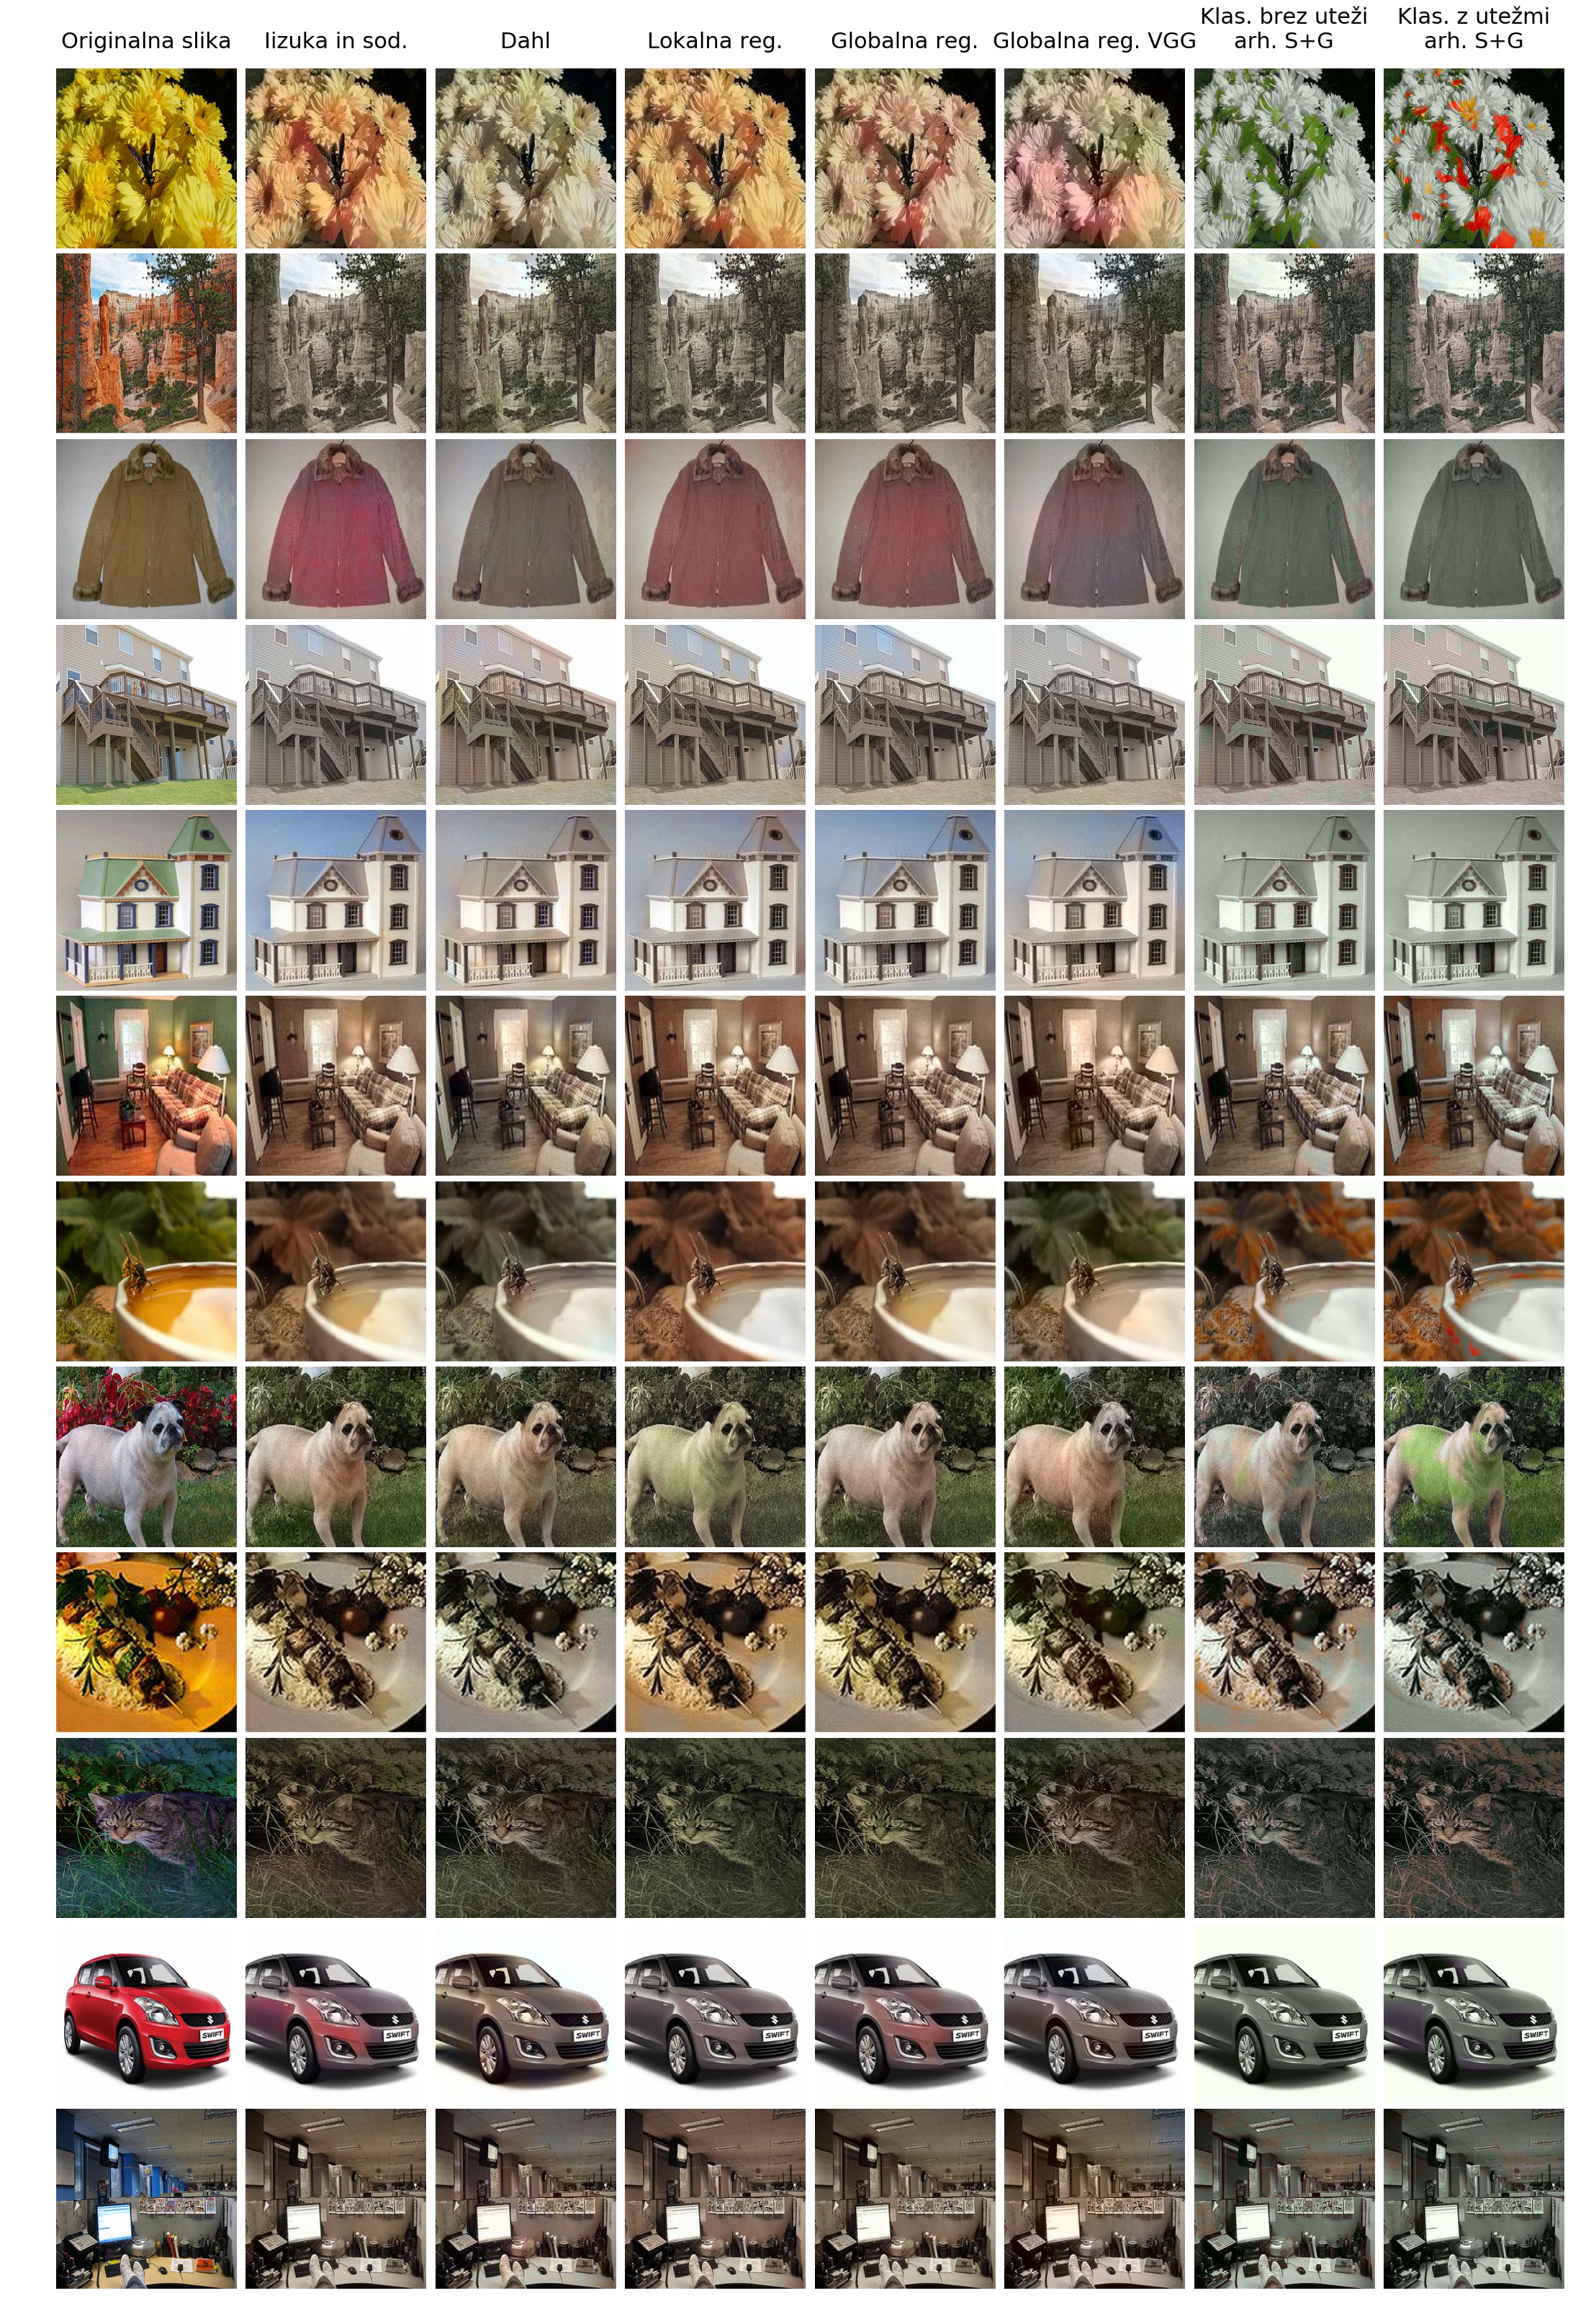 Originalna slika
Iizuka in sod.
Dahl
Lokalna reg.
Globalna reg.
Globalna reg. VGG
Klas. brez uteži
arh. S+G
Klas. z utežmi
arh. S+G
SWIFT
SWIFT
SWIFT
SWIFT
SWIFT
SWIFT
SWIFT
SWIFT